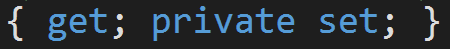 { get; private set; }